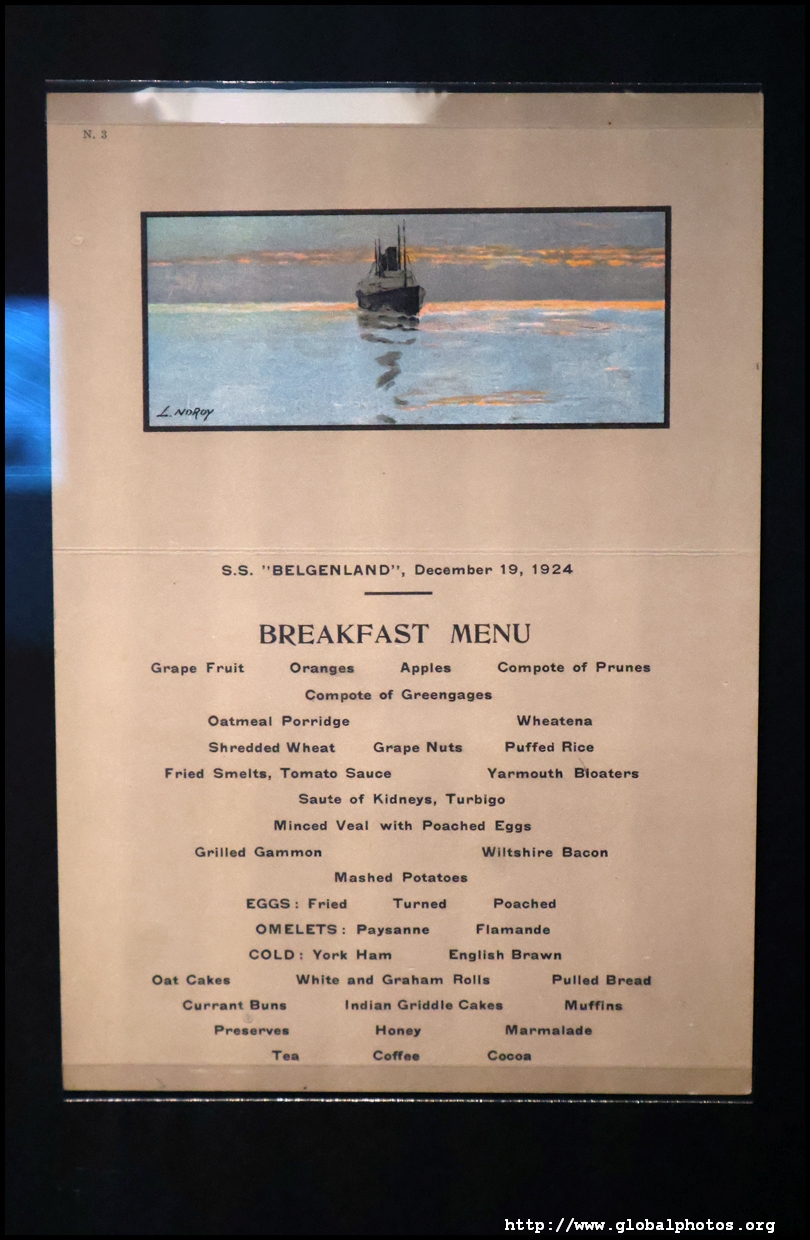 N. 3
L. NOROY
S.S. "BELGENLAND", December 19, 1924
BREAKFAST MENU
Grape Fruit Oranges Apples Compote of Prunes
Compote of Greengages
Oatmeal Porridge Wheatena
Shredded Wheat Grape Nuts Puffed Rice
Fried Smelts, Tomato Sauce Yarmouth Bloaters
Saute of Kidneys, Turbigo
Minced Veal with Poached Eggs
Grilled Gammon Wiltshire Bacon
Mashed Potatoes
EGGS : Fried Turned Poached
OMELETS : Paysanne Flamande
COLD : York Ham English Brawn
Oat Cakes White and Graham Rolls Pulled Bread
Currant Buns Indian Griddle Cakes Muffins
Preserves Honey Marmalade
Tea Coffee Cocoa
http://www.globalphotos.org